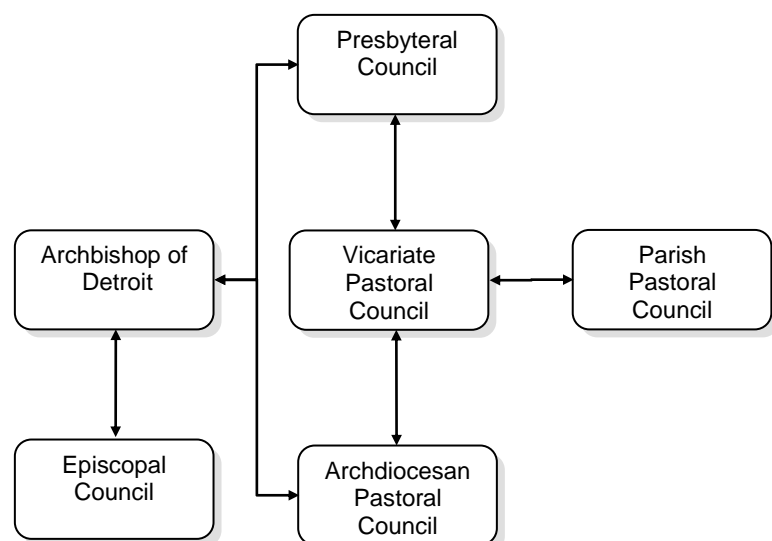 Presbyteral
Council
Archbishop of
Detroit
Vicariate
Pastoral
Council
Parish
Pastoral
Council
Episcopal
Council
Archdiocesan
Pastoral
Council